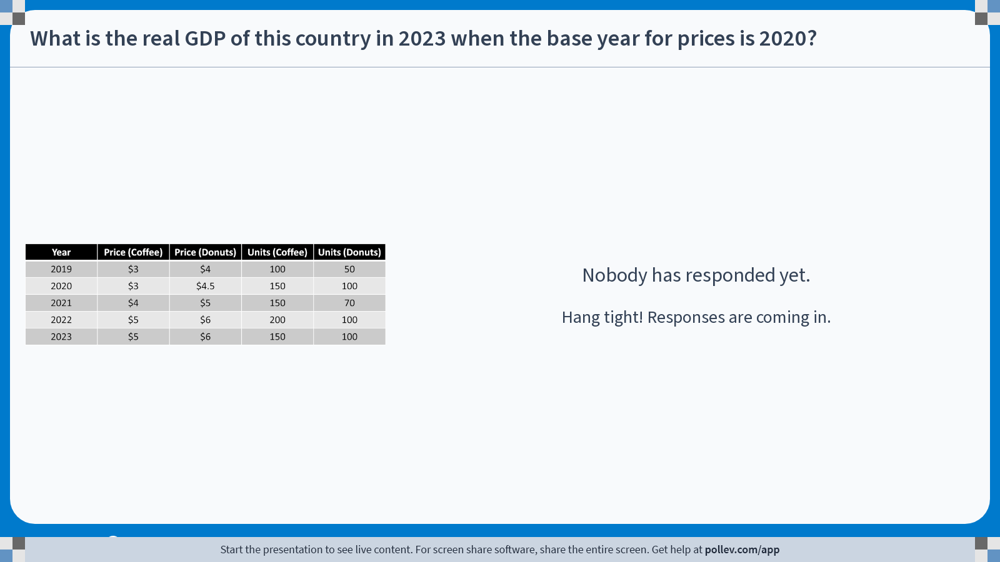 What is the real GDP of this country in 2023 when the base year for prices is 2020?
Year Price (Coffee) Price (Donuts) Units (Coffee) Units (Donuts)
2019 $3 $4 100 50
2020 $3 $4.5 150 100
2021 $4 $5 150 70
2022 $5 $6 200 100
2023 $5 $6 150 100
Nobody has responded yet.
Hang tight! Responses are coming in.
Start the presentation to see live content. For screen share software, share the entire screen. Get help at pollev.com/app